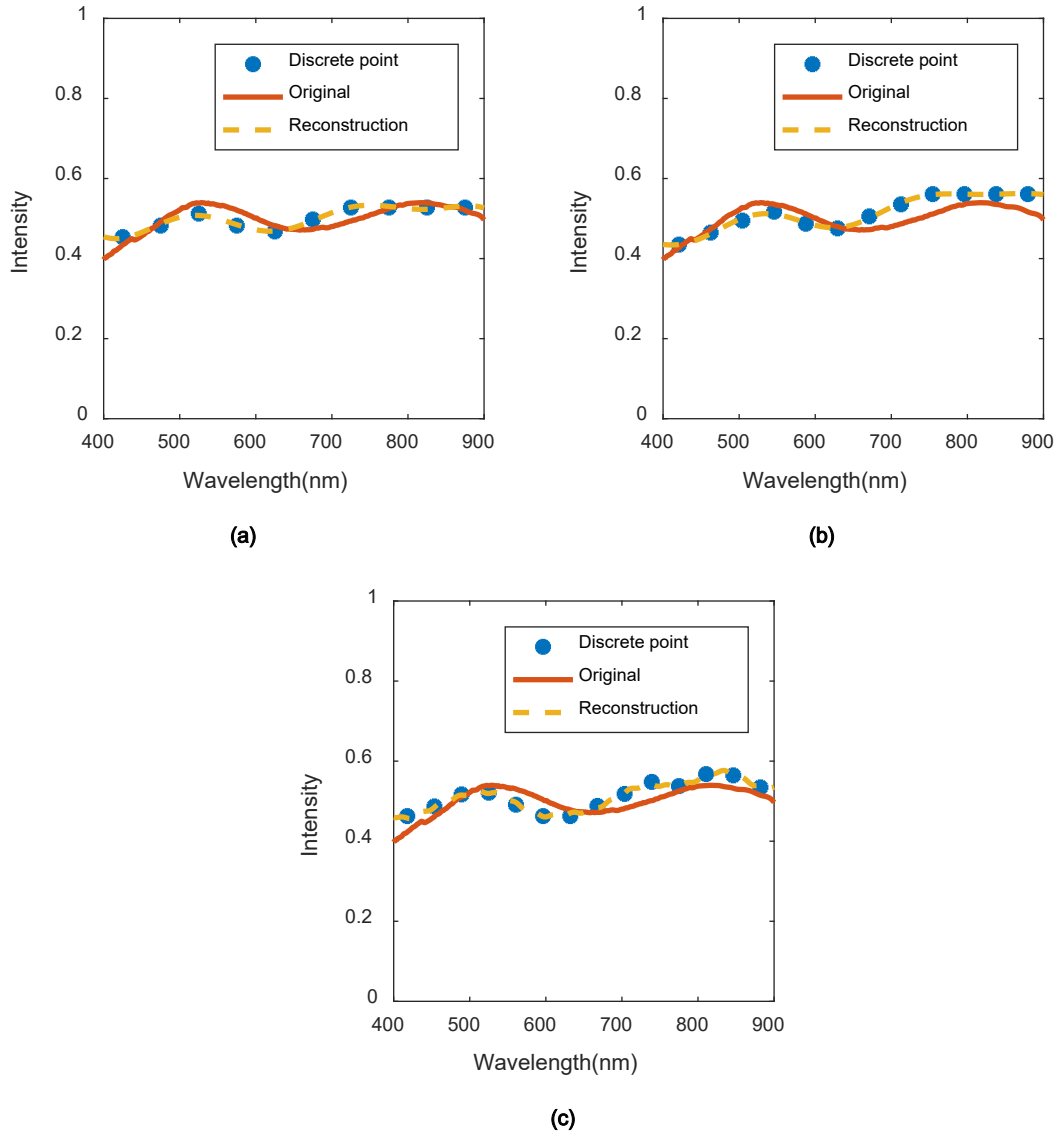 1
0.8
0.6
0.4
0.2
0
Intensity
Discrete point
Original
Reconstruction
400 500 600 700 800 900
Wavelength(nm)
(a)
1
0.8
0.6
0.4
0.2
0
Intensity
Discrete point
Original
Reconstruction
400 500 600 700 800 900
Wavelength(nm)
(b)
1
0.8
0.6
0.4
0.2
0
Intensity
Discrete point
Original
Reconstruction
400 500 600 700 800 900
Wavelength(nm)
(c)